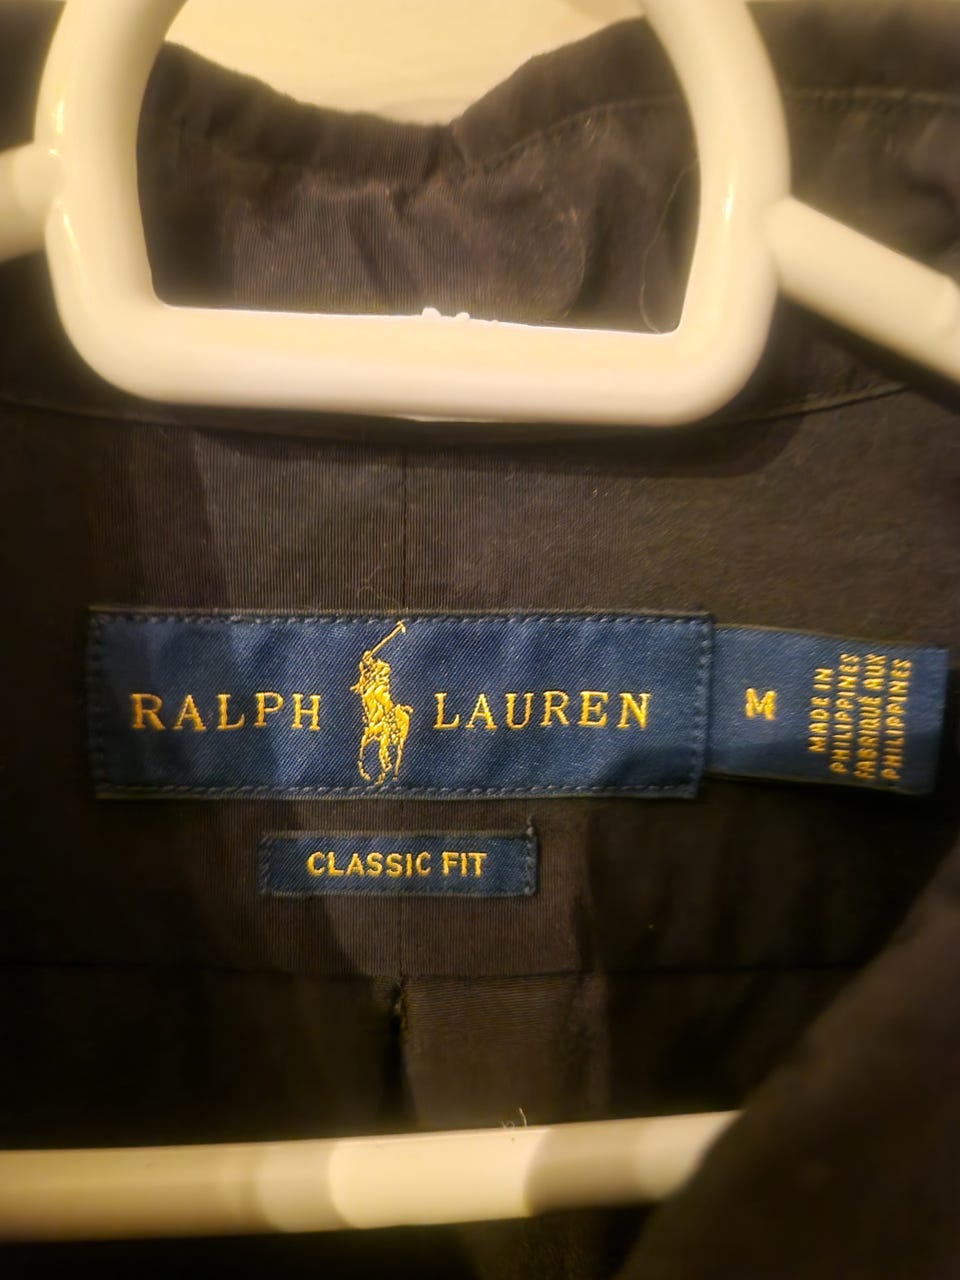 RALPH LAUREN
M
MADE IN
PHILIPPINES
FABRIQUÉ AUX
PHILIPPINES
CLASSIC FIT